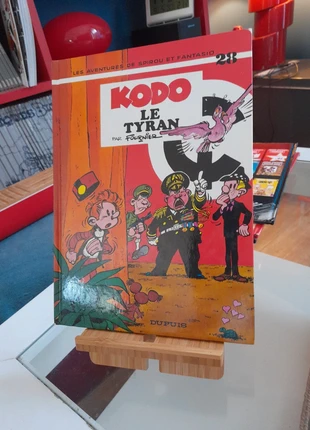 LES AVENTURES DE SPIROU ET FANTASIO
28
KODO
LE
TYRAN
PAR FOURNIER
DUPUIS